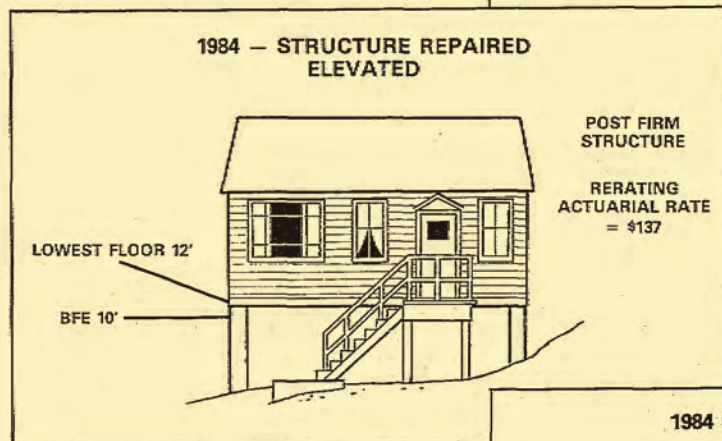 1984 — STRUCTURE REPAIRED
ELEVATED
POST FIRM
STRUCTURE
RERATING
ACTUARIAL RATE
= $137
LOWEST FLOOR 12'
BFE 10'
1984